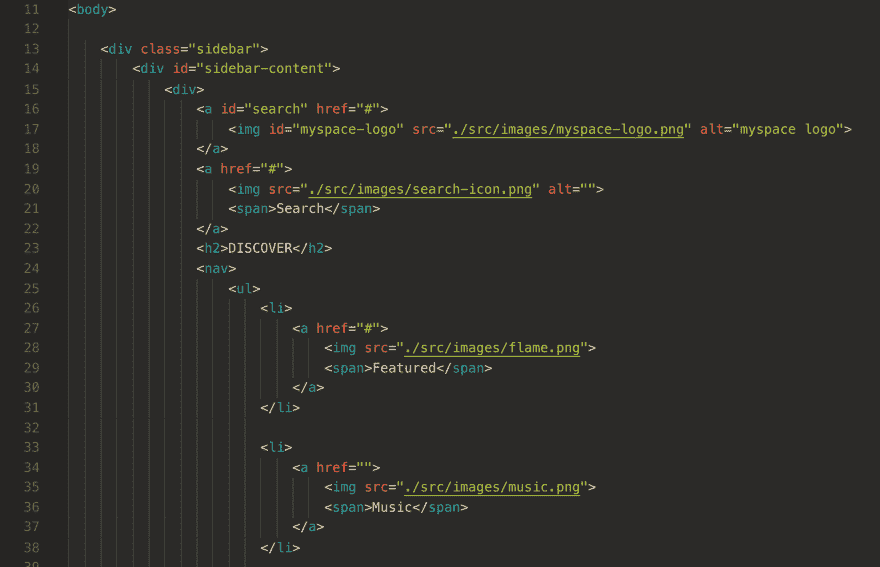 11 <body>
12
13 <div class="sidebar">
14 <div id="sidebar-content">
15 <div>
16 <a id="search" href="#">
17 <img id="myspace-logo" src="./src/images/myspace-logo.png" alt="myspace logo">
18 </a>
19 <a href="#">
20 <img src="./src/images/search-icon.png" alt="">
21 <span>Search</span>
22 </a>
23 <h2>DISCOVER</h2>
24 <nav>
25 <ul>
26 <li>
27 <a href="#">
28 <img src="./src/images/flame.png">
29 <span>Featured</span>
30 </a>
31 </li>
32
33 <li>
34 <a href="">
35 <img src="./src/images/music.png">
36 <span>Music</span>
37 </a>
38 </li>